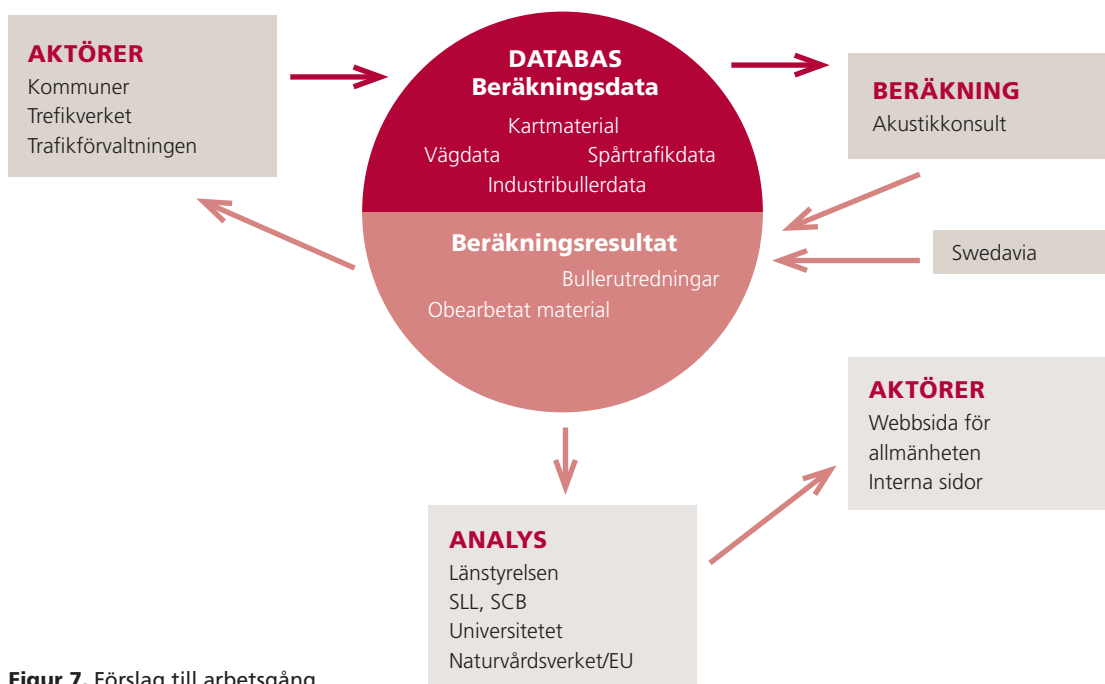 AKTÖRER
Kommuner
Trefikverket
Trafikförvaltningen
DATABAS
Beräkningsdata
Kartmaterial
Vägdata Spårtrafikdata
Industribullerdata
Beräkningsresultat
Bullerutredningar
Obearbetat material
BERÄKNING
Akustikkonsult
Swedavia
AKTÖRER
Webbsida för
allmänheten
Interna sidor
ANALYS
Länstyrelsen
SLL, SCB
Universitetet
Naturvårdsverket/EU
Figur 7. Förslag till arbetsgång